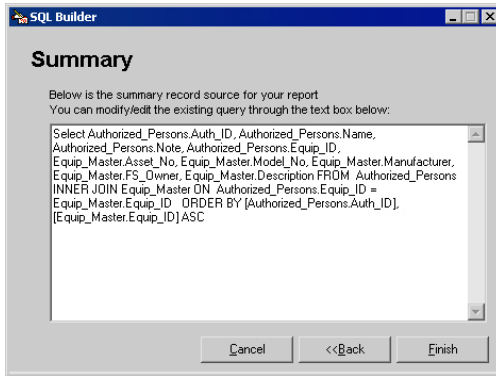 SQL Builder
Summary
Below is the summary record source for your report
You can modify/edit the existing query through the text box below:
Select Authorized_Persons.Auth_ID, Authorized_Persons.Name,
Authorized_Persons.Note, Authorized_Persons.Equip_ID,
Equip_Master.Asset_No, Equip_Master.Model_No, Equip_Master.Manufacturer,
Equip_Master.FS_Owner, Equip_Master.Description FROM  Authorized_Persons
INNER JOIN Equip_Master ON  Authorized_Persons.Equip_ID =
Equip_Master.Equip_ID   ORDER BY [Authorized_Persons.Auth_ID],
[Equip_Master.Equip_ID] ASC
Cancel <<Back Finish